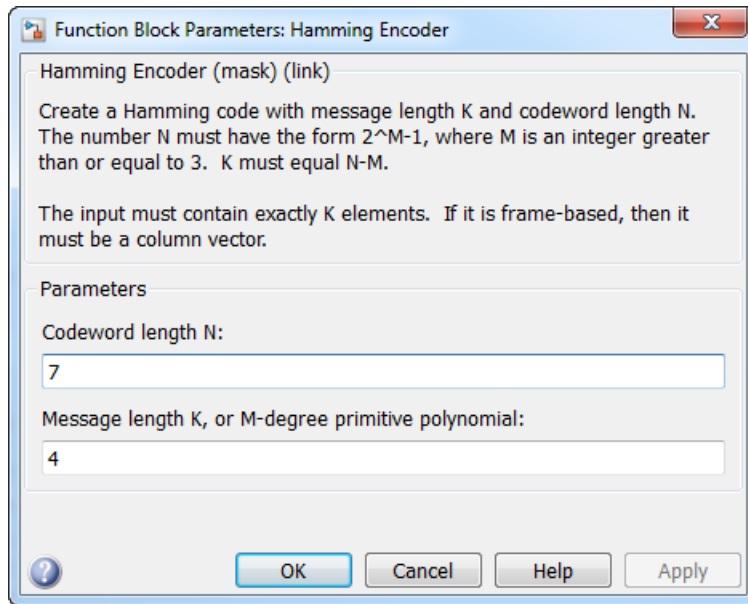 Function Block Parameters: Hamming Encoder
Hamming Encoder (mask) (link)
Create a Hamming code with message length K and codeword length N.
The number N must have the form 2^M-1, where M is an integer greater
than or equal to 3.  K must equal N-M.
The input must contain exactly K elements.  If it is frame-based, then it
must be a column vector.
Parameters
Codeword length N:
7
Message length K, or M-degree primitive polynomial:
4
? OK Cancel Help Apply